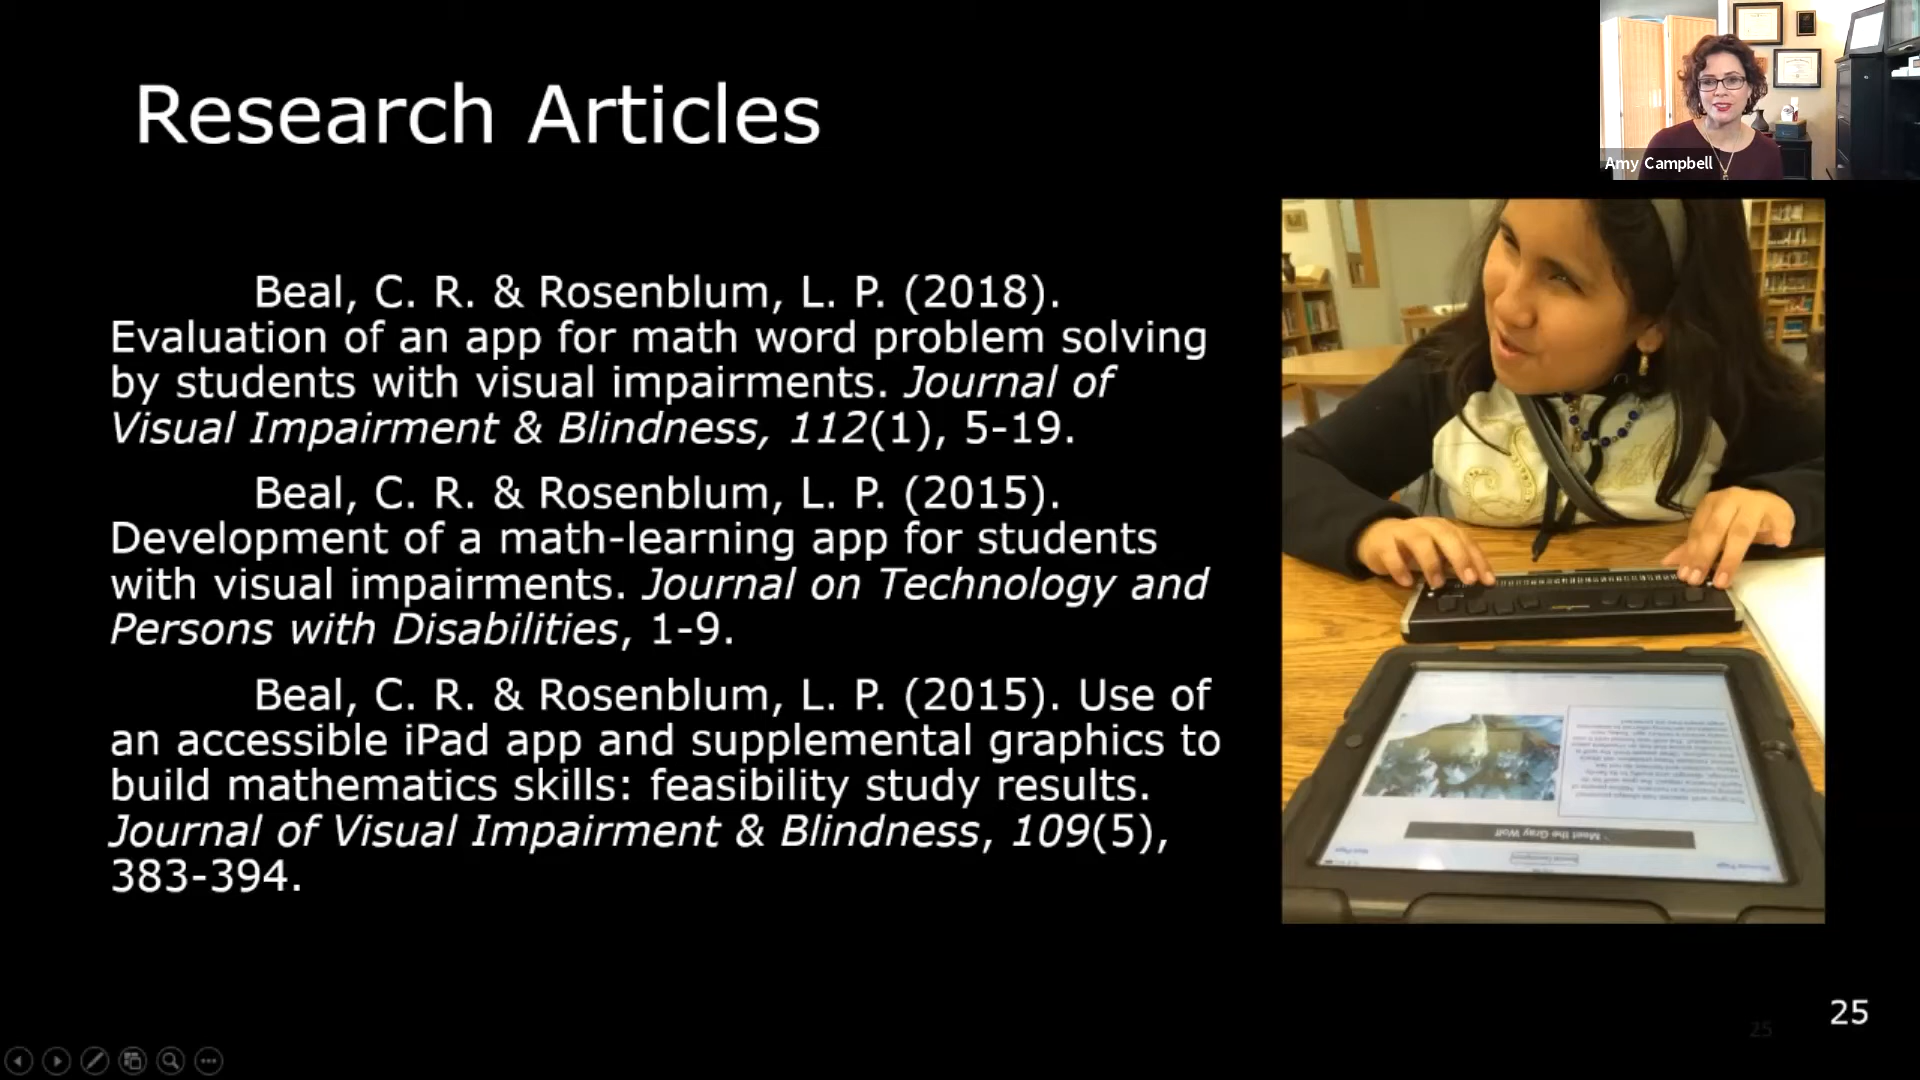 Research Articles
Amy Campbell
Beal, C. R. & Rosenblum, L. P. (2018).
Evaluation of an app for math word problem solving
by students with visual impairments. Journal of
Visual Impairment & Blindness, 112(1), 5-19.
Beal, C. R. & Rosenblum, L. P. (2015).
Development of a math-learning app for students
with visual impairments. Journal on Technology and
Persons with Disabilities, 1-9.
Beal, C. R. & Rosenblum, L. P. (2015). Use of
an accessible iPad app and supplemental graphics to
build mathematics skills: feasibility study results.
Journal of Visual Impairment & Blindness, 109(5),
383-394.
Meet the Gray Wolf
25
25